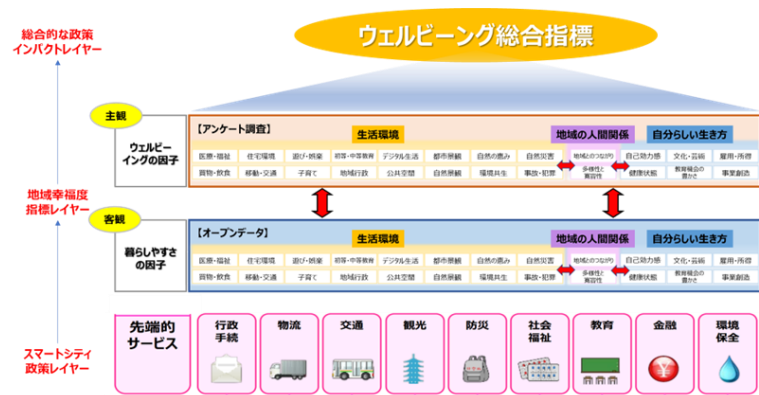 総合的な政策
インパクトレイヤー
ウェルビーング総合指標
主観
ウェルビー
イングの因子
【アンケート調査】
生活環境
地域の人間関係
自分らしい生き方
医療・福祉 住宅環境 遊び・娯楽 初等・中等教育 デジタル生活 都市景観 自然の恵み 自然災害 地域とのつながり 自己効力感 文化・芸術 雇用・所得
買物・飲食 移動・交通 子育て 地域行政 公共空間 自然景観 環境共生 事故・犯罪 多様性と 健康状態 教育機会の 事業創造
寛容性 豊かさ
地域幸福度
指標レイヤー
客観
暮らしやすさ
の因子
【オープンデータ】
生活環境
地域の人間関係
自分らしい生き方
医療・福祉 住宅環境 遊び・娯楽 初等・中等教育 デジタル生活 都市景観 自然の恵み 自然災害 地域とのつながり 自己効力感 文化・芸術 雇用・所得
買物・飲食 移動・交通 子育て 地域行政 公共空間 自然景観 環境共生 事故・犯罪 多様性と 健康状態 教育機会の 事業創造
寛容性 豊かさ
スマートシティ
政策レイヤー
先端的
サービス
行政
手続
物流
交通
観光
防災
社会
福祉
教育
金融
環境
保全